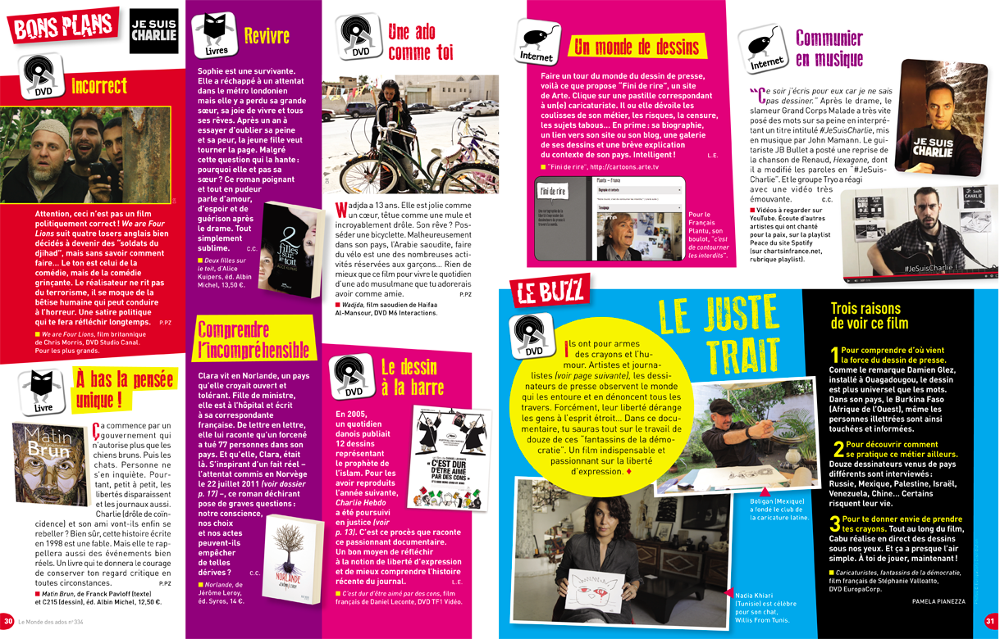 BONS PLANS
JE SUIS
CHARLIE
DVD
Incorrect
Attention, ceci n'est pas un film
politiquement correct ! We are Four
Lions suit quatre losers anglais bien
décidés à devenir des "soldats du
djihad", mais sans savoir comment
faire... Le ton est celui de la
comédie, mais de la comédie
grinçante. Le réalisateur ne rit pas
du terrorisme, il se moque de la
bêtise humaine qui peut conduire
à l'horreur. Une satire politique
qui te fera réfléchir longtemps. P.PZ
We are Four Lions, film britannique
de Chris Morris, DVD Studio Canal.
Pour les plus grands.
Livre
À bas la pensée
unique !
Matin
Brun
Ça commence par un
gouvernement qui
n'autorise plus que les
chiens bruns. Puis les
chats. Personne ne
s'en inquiète. Pour-
tant, petit à petit, les
libertés disparaissent
et les journaux aussi.
Charlie (drôle de coïn-
cidence) et son ami vont-ils enfin se
rebeller ? Bien sûr, cette histoire écrite
en 1998 est une fable. Mais elle te rap-
pellera aussi des événements bien
réels. Un livre qui te donnera le courage
de conserver ton regard critique en
toutes circonstances. P.PZ
Matin Brun, de Franck Pavloff (texte)
et C215 (dessin), éd. Albin Michel, 12,50 €.
30 Le Monde des ados n°334
Livres
Revivre
Sophie est une survivante.
Elle a réchappé à un attentat
dans le métro londonien
mais elle y a perdu sa grande
sœur, sa joie de vivre et tous
ses rêves. Après un an à
essayer d'oublier sa peine
et sa peur, la jeune fille veut
tourner la page. Malgré
cette question qui la hante :
pourquoi elle et pas sa
sœur ? Ce roman poignant
et tout en pudeur
parle d'amour,
d'espoir et de
guérison après
le drame. Tout
simplement
sublime. C.C.
Deux filles sur
le toit, d'Alice
Kuipers, éd. Albin
Michel, 13,50 €.
2
filles
sur le
toit
Comprendre
l'incompréhensible
Clara vit en Norlande, un pays
qu'elle croyait ouvert et
tolérant. Fille de ministre,
elle est à l'hôpital et écrit
à sa correspondante
française. De lettre en lettre,
elle lui raconte qu'un forcené
a tué 77 personnes dans son
pays. Et qu'elle, Clara, était
là. S'inspirant d'un fait réel –
l'attentat commis en Norvège
le 22 juillet 2011 (voir dossier
p. 17) –, ce roman déchirant
pose de graves questions :
notre conscience,
nos choix
et nos actes
peuvent-ils
empêcher
de telles
dérives ? C.C.
Norlande, de
Jérôme Leroy,
éd. Syros, 14 €.
NORLANDE
DVD
Une ado
comme toi
Wadjda a 13 ans. Elle est jolie comme
un cœur, têtue comme une mule et
incroyablement drôle. Son rêve ? Pos-
séder une bicyclette. Malheureusement
dans son pays, l'Arabie saoudite, faire
du vélo est une des nombreuses acti-
vités réservées aux garçons... Rien de
mieux que ce film pour vivre le quotidien
d'une ado musulmane que tu adorerais
avoir comme amie. P.PZ
Wadjda, film saoudien de Haifaa
Al-Mansour, DVD M6 Interactions.
DVD
Le dessin
à la barre
En 2005,
un quotidien
danois publiait
12 dessins
représentant
le prophète de
l'islam. Pour les
avoir reproduits
l'année suivante,
Charlie Hebdo
a été poursuivi
en justice (voir
p. 13). C'est ce procès que raconte
ce passionnant documentaire.
Un bon moyen de réfléchir
à la notion de liberté d'expression
et de mieux comprendre l'histoire
récente du journal. L.E.
C'est dur d'être aimé par des cons, film
français de Daniel Leconte, DVD TF1 Vidéo.
"C'EST DUR
D'ÊTRE AIMÉ
PAR DES CONS"
Internet
Un monde de dessins
Faire un tour du monde du dessin de presse,
voilà ce que propose "Fini de rire", un site
de Arte. Clique sur une pastille correspondant
à un(e) caricaturiste. Il ou elle dévoile les
coulisses de son métier, les risques, la censure,
les sujets tabous... En prime : sa biographie,
un lien vers son site ou son blog, une galerie
de ses dessins et une brève explication
du contexte de son pays. Intelligent ! L.E.
"Fini de rire", http://cartoons.arte.tv
Fini de rire
Plantu – France
arte
Pour le
Français
Plantu, son
boulot, "c'est
de contourner
les interdits".
Internet
Communier
en musique
"Ce soir j'écris pour eux car je ne sais
pas dessiner." Après le drame, le
slameur Grand Corps Malade a très vite
posé des mots sur sa peine en interpré-
tant un titre intitulé #JeSuisCharlie, mis
en musique par John Mamann. Le gui-
tariste JB Bullet a posté une reprise de
la chanson de Renaud, Hexagone, dont
il a modifié les paroles en "#JeSuis-
Charlie". Et le groupe Tryo a réagi
avec une vidéo très
émouvante. C.C.
Vidéos à regarder sur
YouTube. Écoute d'autres
artistes qui ont chanté
pour la paix, sur la playlist
Peace du site Spotify
(sur chartsinfrance.net,
rubrique playlist).
JE SUIS
CHARLIE
#JeSuisCharlie !
LE BUZZ
DVD
LE JUSTE
TRAIT
Ils ont pour armes
des crayons et l'hu-
mour. Artistes et journa-
listes (voir page suivante), les dessi-
nateurs de presse observent le monde
qui les entoure et en dénoncent tous les
travers. Forcément, leur liberté dérange
les gens à l'esprit étroit... Dans ce docu-
mentaire, tu sauras tout sur le travail de
douze de ces "fantassins de la démo-
cratie". Un film indispensable et
passionnant sur la liberté
d'expression.
Boligan (Mexique)
a fondé le club de
la caricature latine.
Nadia Khiari
(Tunisie) est célèbre
pour son chat,
Willis From Tunis.
Trois raisons
de voir ce film
1 Pour comprendre d'où vient
la force du dessin de presse.
Comme le remarque Damien Glez,
installé à Ouagadougou, le dessin
est plus universel que les mots.
Dans son pays, le Burkina Faso
(Afrique de l'Ouest), même les
personnes illettrées sont ainsi
touchées et informées.
2 Pour découvrir comment
se pratique ce métier ailleurs.
Douze dessinateurs venus de pays
différents sont interviewés :
Russie, Mexique, Palestine, Israël,
Venezuela, Chine... Certains
risquent leur vie.
3 Pour te donner envie de prendre
tes crayons. Tout au long du film,
Cabu réalise en direct des dessins
sous nos yeux. Et ça a presque l'air
simple. À toi de jouer, maintenant !
Caricaturistes, fantassins de la démocratie,
film français de Stéphanie Valloatto,
DVD EuropaCorp.
PAMELA PIANEZZA
31